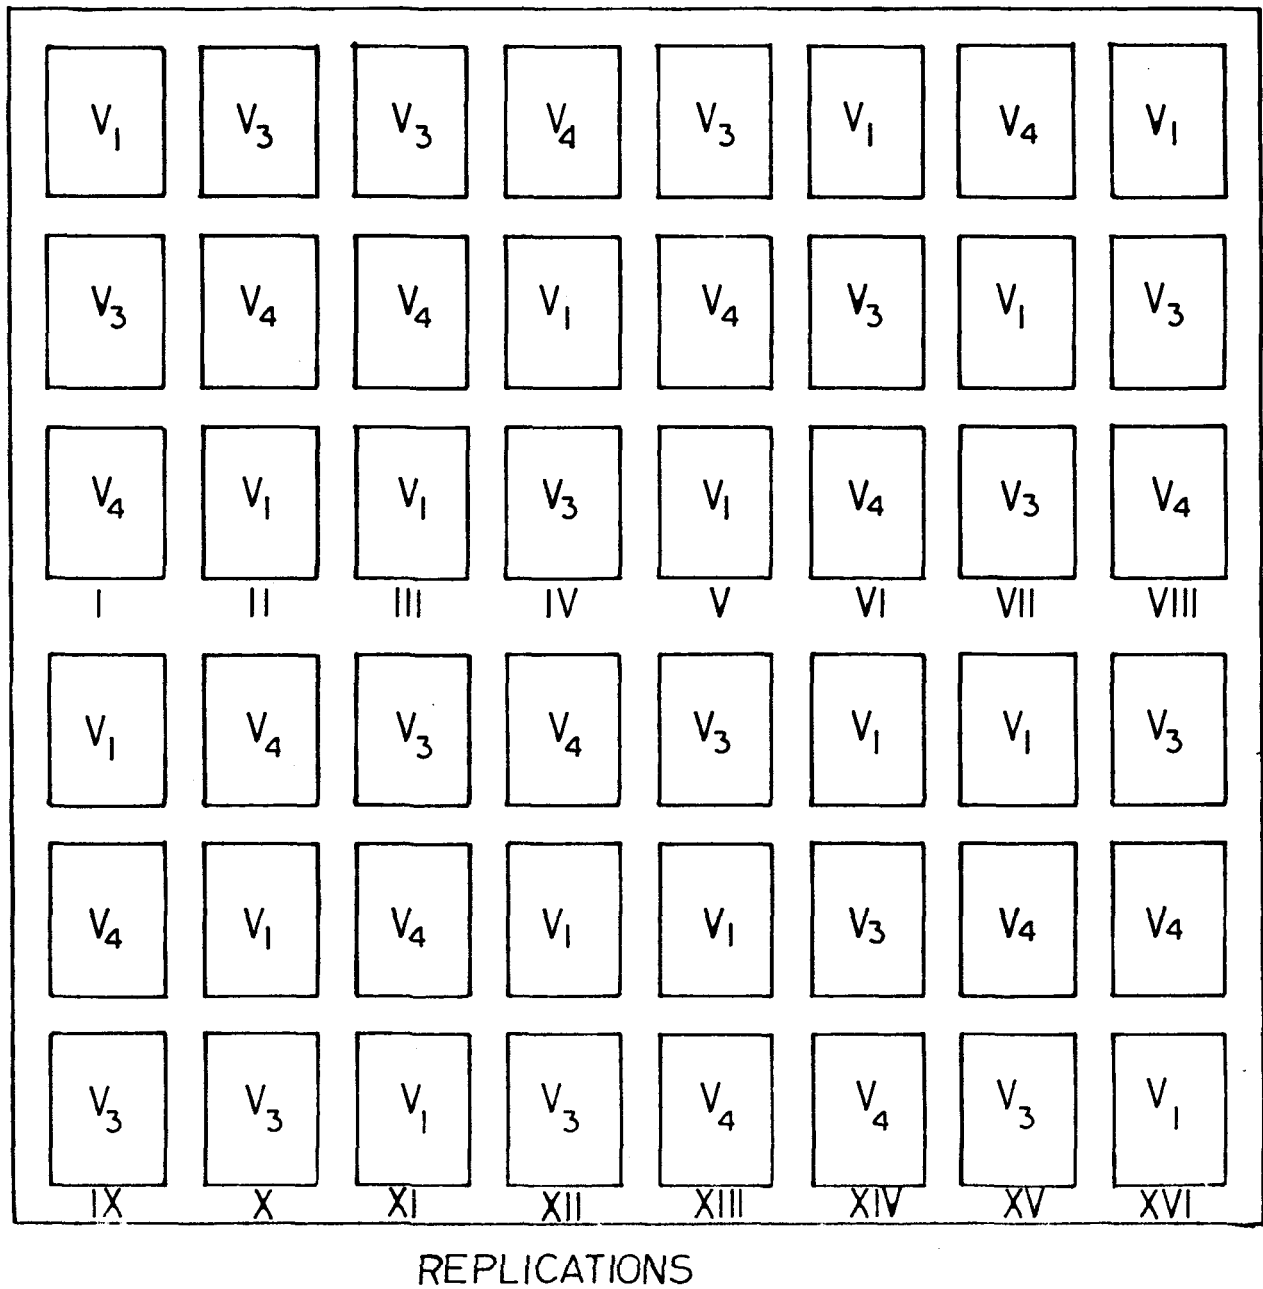 V1 V3 V3 V4 V3 V1 V4 V1
V3 V4 V4 V1 V4 V3 V1 V3
V4 V1 V1 V3 V1 V4 V3 V4
I II III IV V VI VII VIII
V1 V4 V3 V4 V3 V1 V1 V3
V4 V1 V4 V1 V1 V3 V4 V4
V3 V3 V1 V3 V4 V4 V3 V1
IX X XI XII XIII XIV XV XVI
REPLICATIONS